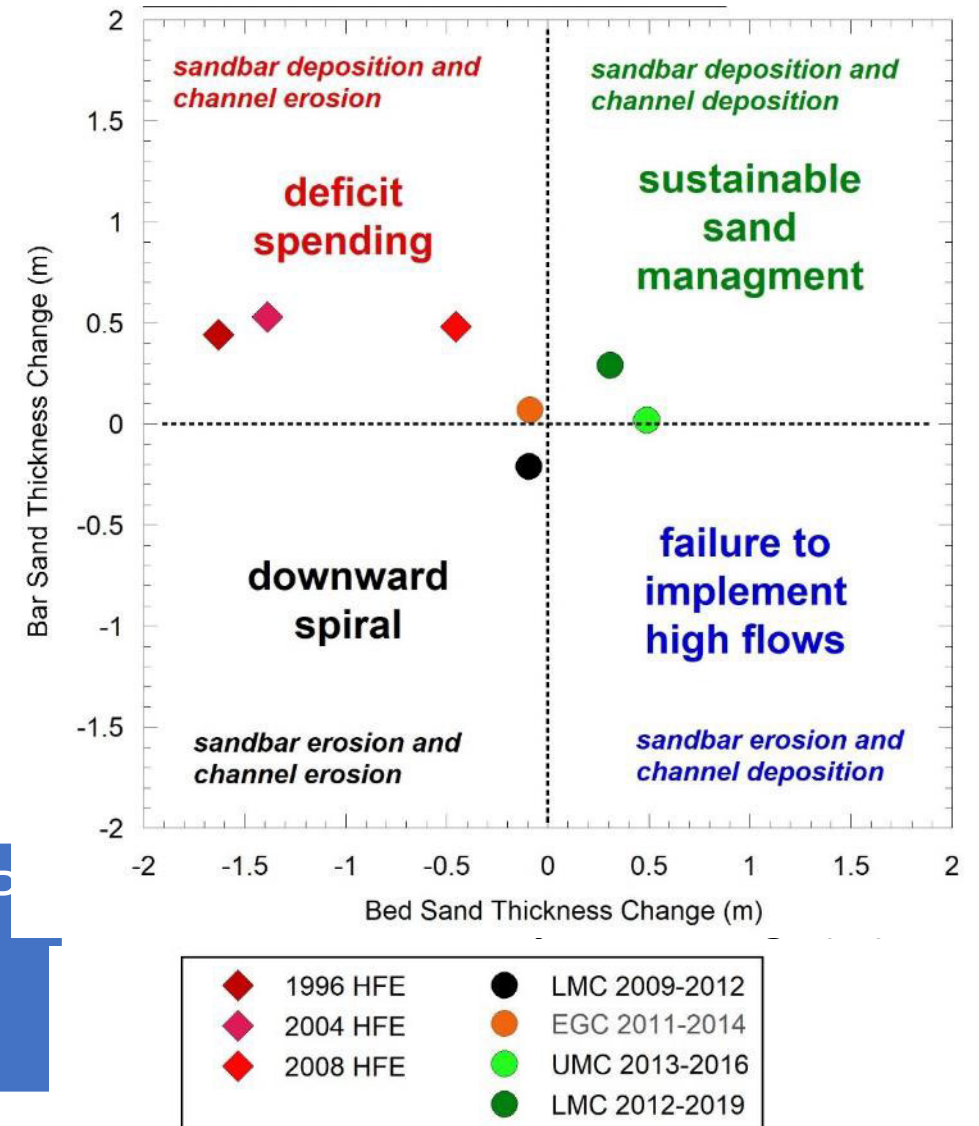 2
sandbar deposition and
channel erosion
sandbar deposition and
channel deposition
1.5
deficit
spending
sustainable
sand
managment
1
0.5
0
-0.5
downward
spiral
failure to
implement
high flows
-1
-1.5
sandbar erosion and
channel erosion
sandbar erosion and
channel deposition
-2
Bar Sand Thickness Change (m)
-2 -1.5 -1 -0.5 0 0.5 1 1.5 2
Bed Sand Thickness Change (m)
1996 HFE
2004 HFE
2008 HFE
LMC 2009-2012
EGC 2011-2014
UMC 2013-2016
LMC 2012-2019